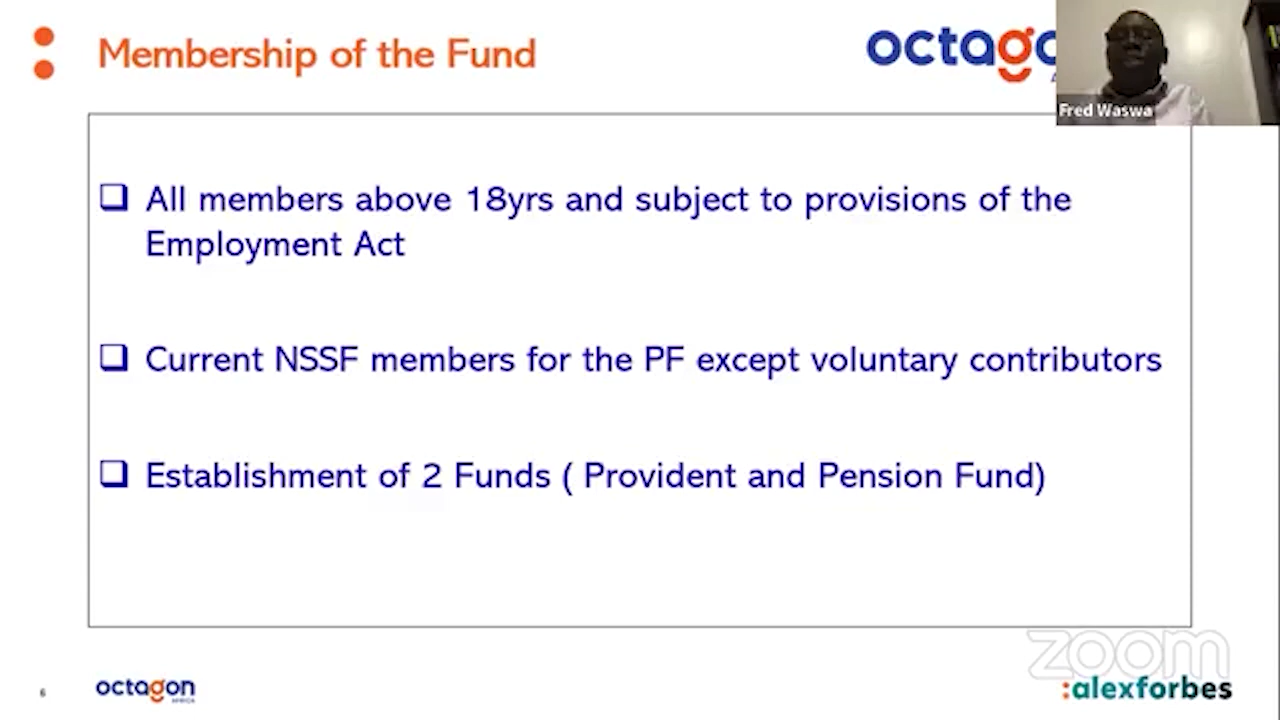 Membership of the Fund
octago
Fred Waswa
❑ All members above 18yrs and subject to provisions of the
Employment Act
❑ Current NSSF members for the PF except voluntary contributors
❑ Establishment of 2 Funds ( Provident and Pension Fund)
zoom
6
octagon
AFRICA
:alexforbes